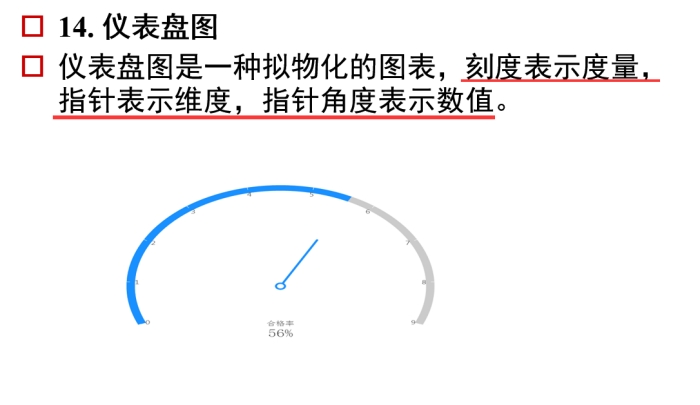 14. 仪表盘图
仪表盘图是一种拟物化的图表，刻度表示度量，
指针表示维度，指针角度表示数值。
4
5
3
6
2
7
1
8
0
9
合格率
56%